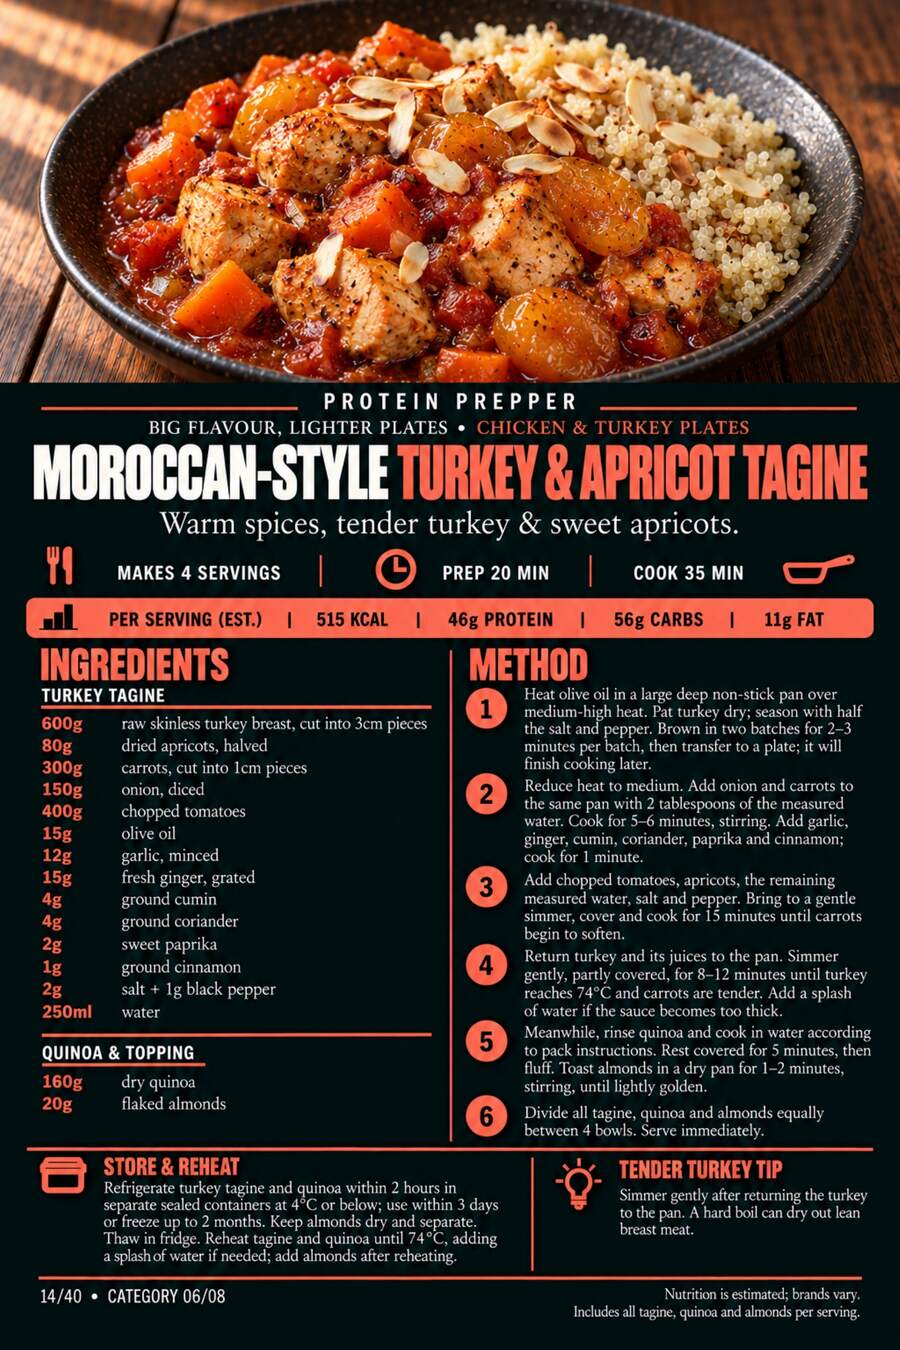 PROTEIN PREPPER
BIG FLAVOUR, LIGHTER PLATES • CHICKEN & TURKEY PLATES
MOROCCAN-STYLE TURKEY & APRICOT TAGINE
Warm spices, tender turkey & sweet apricots.
MAKES 4 SERVINGS | PREP 20 MIN | COOK 35 MIN
PER SERVING (EST.) | 515 KCAL | 46g PROTEIN | 56g CARBS | 11g FAT
INGREDIENTS
TURKEY TAGINE
600g raw skinless turkey breast, cut into 3cm pieces
80g dried apricots, halved
300g carrots, cut into 1cm pieces
150g onion, diced
400g chopped tomatoes
15g olive oil
12g garlic, minced
15g fresh ginger, grated
4g ground cumin
4g ground coriander
2g sweet paprika
1g ground cinnamon
2g salt + 1g black pepper
250ml water
QUINOA & TOPPING
160g dry quinoa
20g flaked almonds
METHOD
1 Heat olive oil in a large deep non-stick pan over
medium-high heat. Pat turkey dry; season with half
the salt and pepper. Brown in two batches for 2–3
minutes per batch, then transfer to a plate; it will
finish cooking later.
2 Reduce heat to medium. Add onion and carrots to
the same pan with 2 tablespoons of the measured
water. Cook for 5–6 minutes, stirring. Add garlic,
ginger, cumin, coriander, paprika and cinnamon;
cook for 1 minute.
3 Add chopped tomatoes, apricots, the remaining
measured water, salt and pepper. Bring to a gentle
simmer, cover and cook for 15 minutes until carrots
begin to soften.
4 Return turkey and its juices to the pan. Simmer
gently, partly covered, for 8–12 minutes until turkey
reaches 74°C and carrots are tender. Add a splash
of water if the sauce becomes too thick.
5 Meanwhile, rinse quinoa and cook in water according
to pack instructions. Rest covered for 5 minutes, then
fluff. Toast almonds in a dry pan for 1–2 minutes,
stirring, until lightly golden.
6 Divide all tagine, quinoa and almonds equally
between 4 bowls. Serve immediately.
STORE & REHEAT
Refrigerate turkey tagine and quinoa within 2 hours in
separate sealed containers at 4°C or below; use within 3 days
or freeze up to 2 months. Keep almonds dry and separate.
Thaw in fridge. Reheat tagine and quinoa until 74°C, adding
a splash of water if needed; add almonds after reheating.
TENDER TURKEY TIP
Simmer gently after returning the turkey
to the pan. A hard boil can dry out lean
breast meat.
14/40 • CATEGORY 06/08
Nutrition is estimated; brands vary.
Includes all tagine, quinoa and almonds per serving.